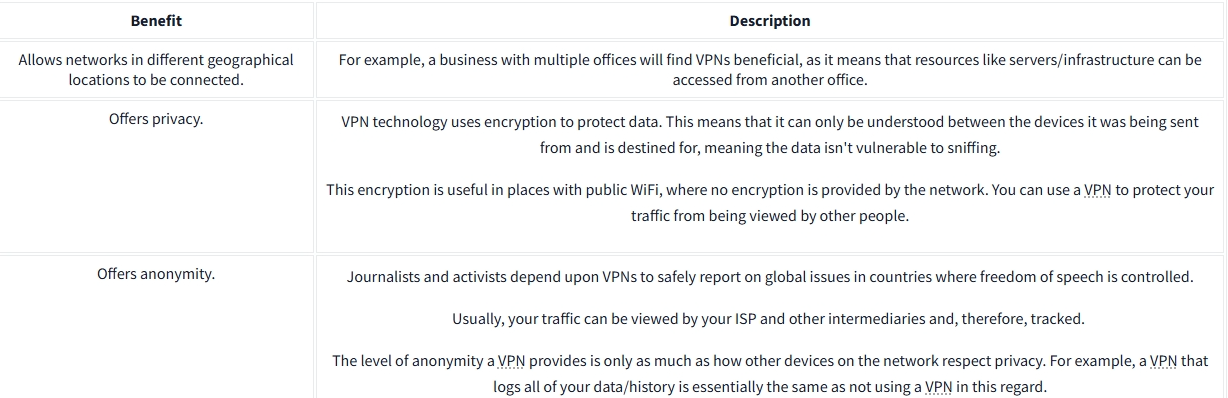 Benefit
Description
Allows networks in different geographical
locations to be connected.
For example, a business with multiple offices will find VPNs beneficial, as it means that resources like servers/infrastructure can be
accessed from another office.
Offers privacy.
VPN technology uses encryption to protect data. This means that it can only be understood between the devices it was being sent
from and is destined for, meaning the data isn't vulnerable to sniffing.
This encryption is useful in places with public WiFi, where no encryption is provided by the network. You can use a VPN to protect your
traffic from being viewed by other people.
Offers anonymity.
Journalists and activists depend upon VPNs to safely report on global issues in countries where freedom of speech is controlled.
Usually, your traffic can be viewed by your ISP and other intermediaries and, therefore, tracked.
The level of anonymity a VPN provides is only as much as how other devices on the network respect privacy. For example, a VPN that
logs all of your data/history is essentially the same as not using a VPN in this regard.